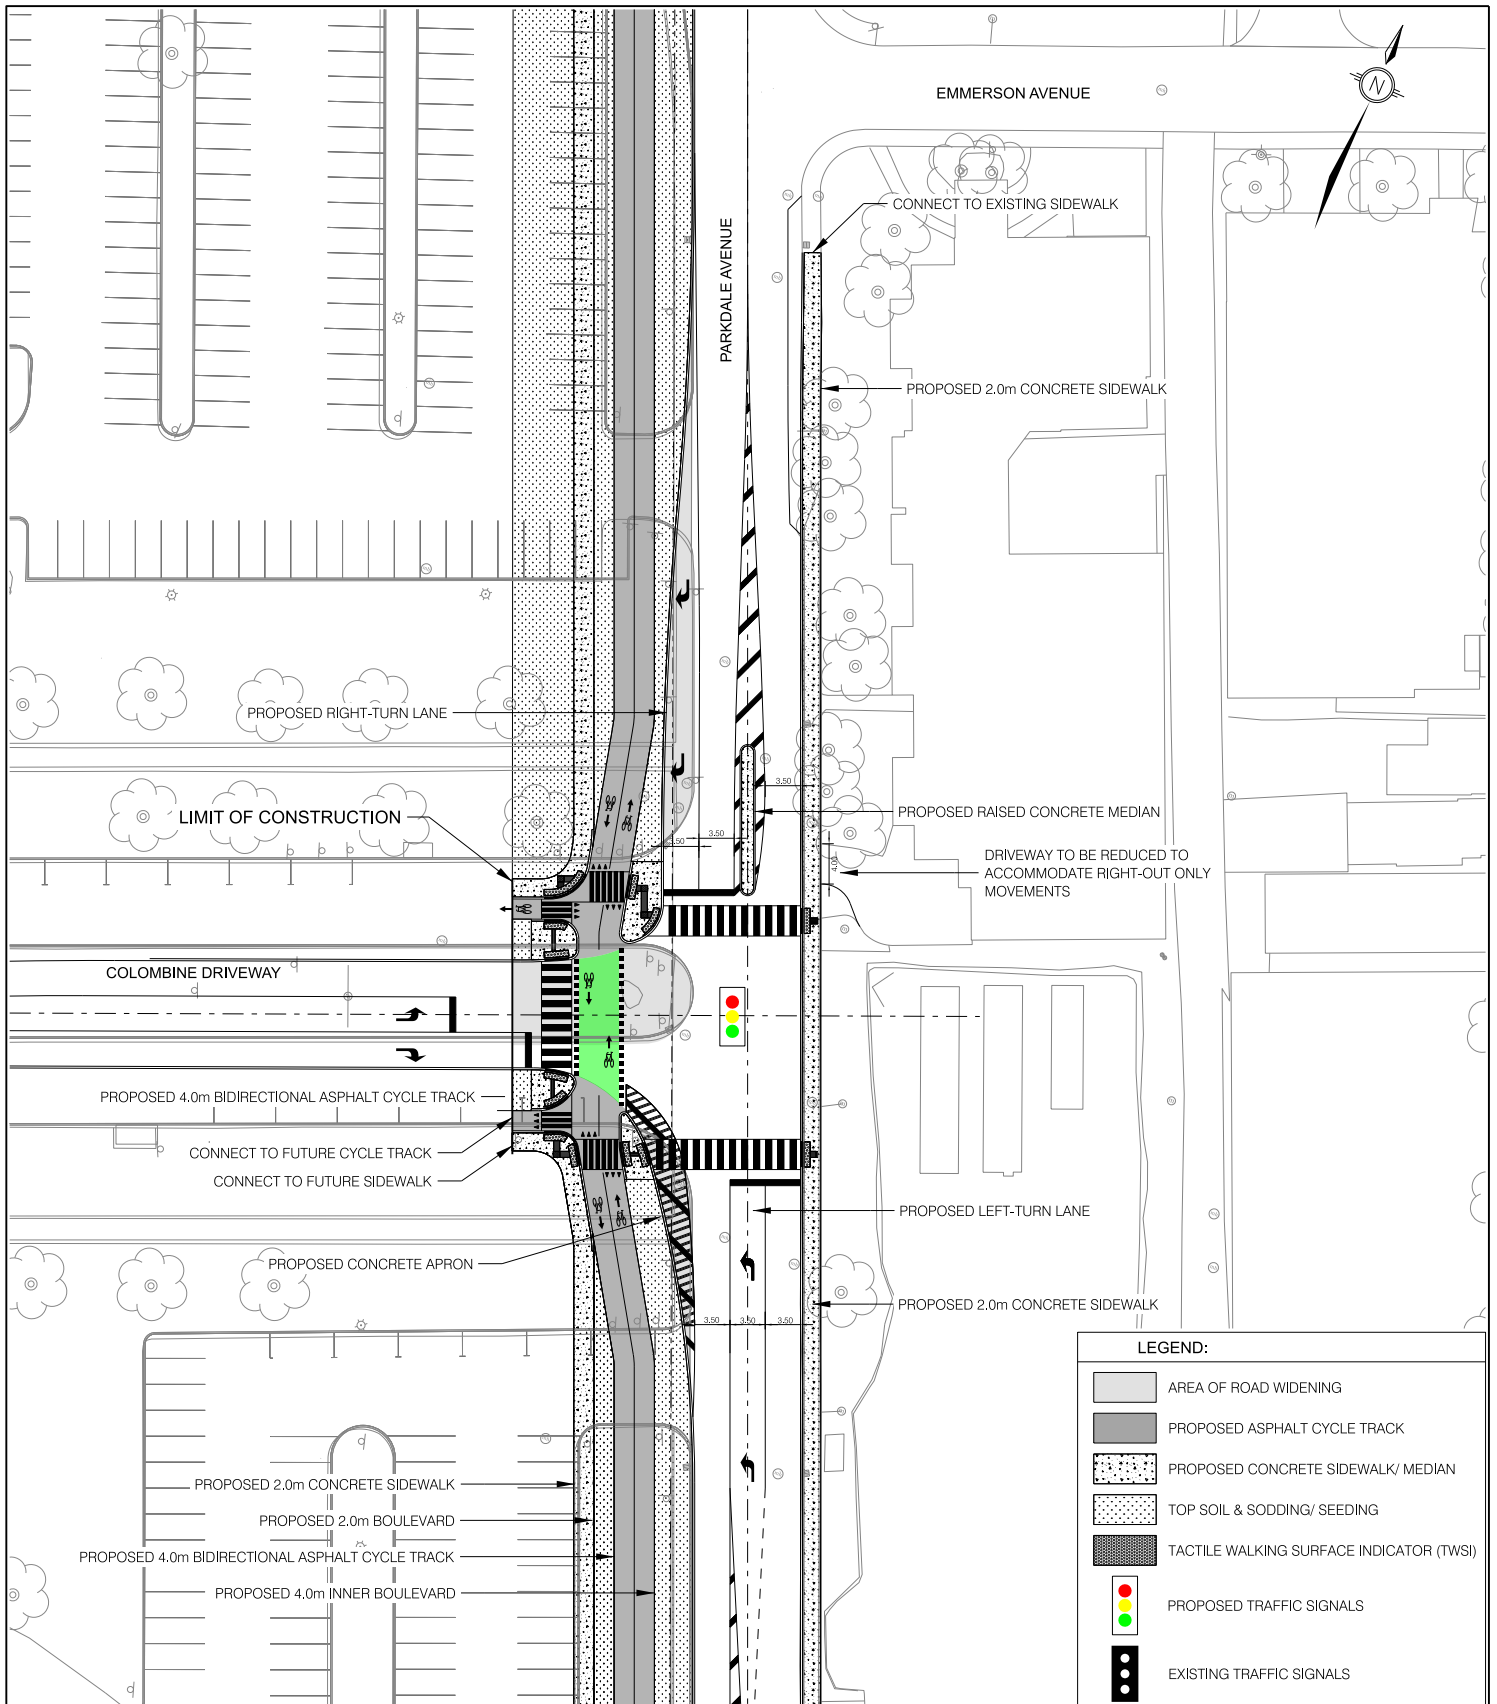 EMMERSON AVENUE
N
CONNECT TO EXISTING SIDEWALK
PARKDALE AVENUE
PROPOSED 2.0m CONCRETE SIDEWALK
PROPOSED RIGHT-TURN LANE
3.50
LIMIT OF CONSTRUCTION
PROPOSED RAISED CONCRETE MEDIAN
3.50
3.50
4.00
DRIVEWAY TO BE REDUCED TO
ACCOMMODATE RIGHT-OUT ONLY
MOVEMENTS
COLOMBINE DRIVEWAY
PROPOSED 4.0m BIDIRECTIONAL ASPHALT CYCLE TRACK
CONNECT TO FUTURE CYCLE TRACK
CONNECT TO FUTURE SIDEWALK
PROPOSED LEFT-TURN LANE
PROPOSED CONCRETE APRON
PROPOSED 2.0m CONCRETE SIDEWALK
3.50 3.50 3.50
PROPOSED 2.0m CONCRETE SIDEWALK
PROPOSED 2.0m BOULEVARD
PROPOSED 4.0m BIDIRECTIONAL ASPHALT CYCLE TRACK
PROPOSED 4.0m INNER BOULEVARD
LEGEND:
AREA OF ROAD WIDENING
PROPOSED ASPHALT CYCLE TRACK
PROPOSED CONCRETE SIDEWALK/ MEDIAN
TOP SOIL & SODDING/ SEEDING
TACTILE WALKING SURFACE INDICATOR (TWSI)
PROPOSED TRAFFIC SIGNALS
EXISTING TRAFFIC SIGNALS